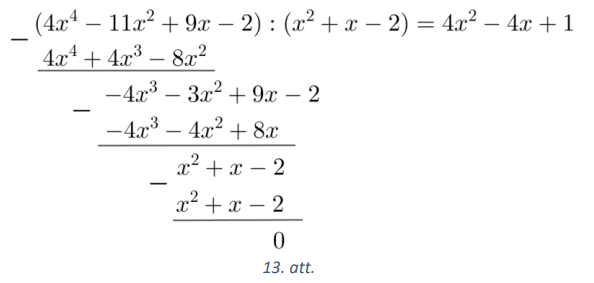 (4x⁴ − 11x² + 9x − 2) : (x² + x − 2) = 4x² − 4x + 1
− 4x⁴ + 4x³ − 8x²
−4x³ − 3x² + 9x − 2
− −4x³ − 4x² + 8x
x² + x − 2
− x² + x − 2
0
13. att.